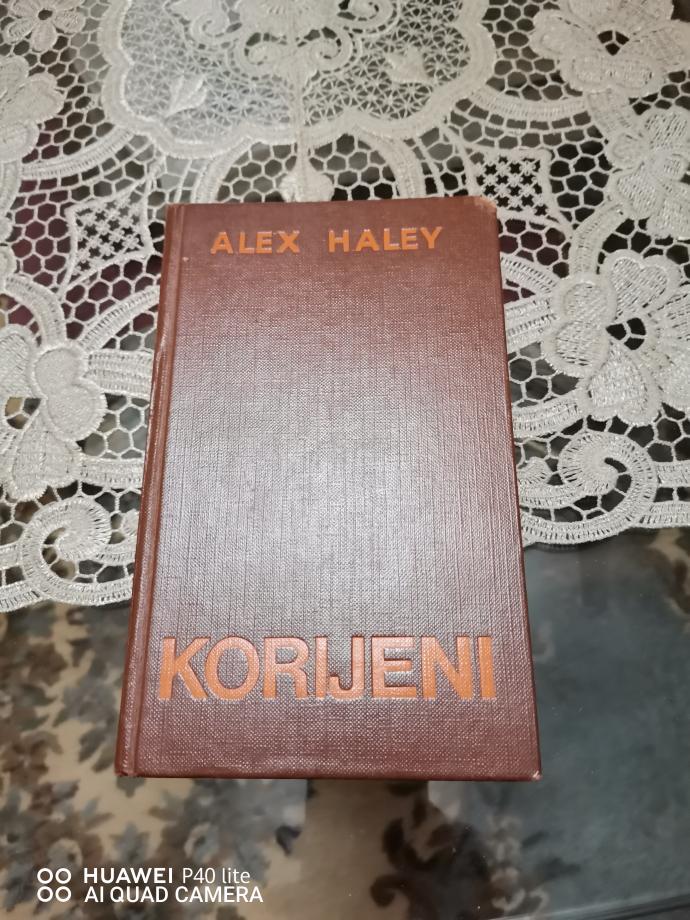 ALEX HALEY
KORIJENI
HUAWEI P40 lite
AI QUAD CAMERA